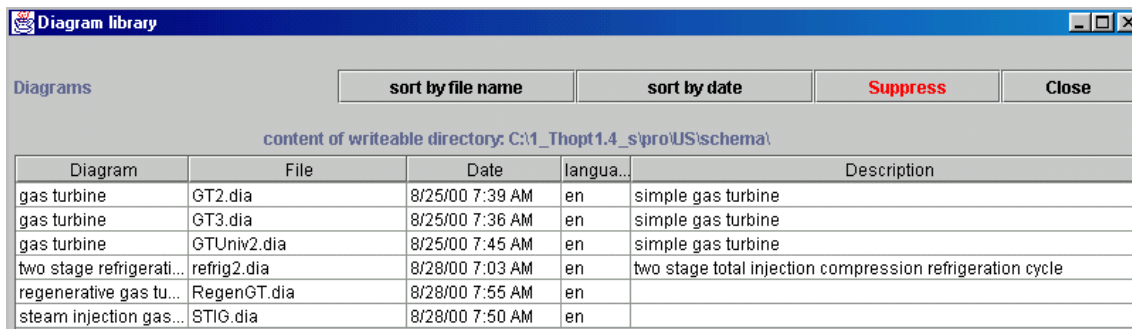 Diagram library
Diagrams sort by file name sort by date Suppress Close
content of writeable directory: C:\1_Thopt1.4_s\pro\US\schema\
Diagram File Date langua... Description
gas turbine GT2.dia 8/25/00 7:39 AM en simple gas turbine
gas turbine GT3.dia 8/25/00 7:36 AM en simple gas turbine
gas turbine GTUniv2.dia 8/25/00 7:45 AM en simple gas turbine
two stage refrigerati... refrig2.dia 8/28/00 7:03 AM en two stage total injection compression refrigeration cycle
regenerative gas tu... RegenGT.dia 8/28/00 7:55 AM en
steam injection gas... STIG.dia 8/28/00 7:50 AM en